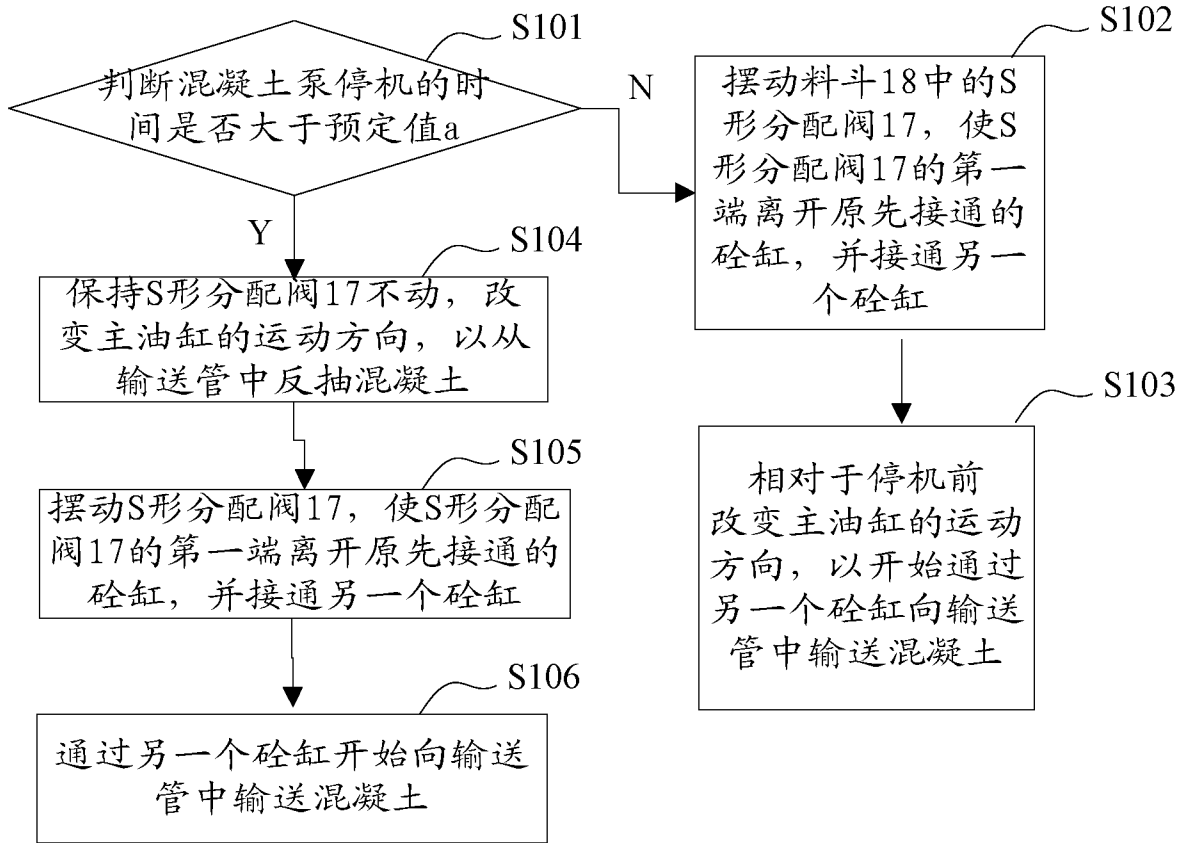 S101
判断混凝土泵停机的时
间是否大于预定值a
N
Y
S102
摆动料斗18中的S
形分配阀17，使S
形分配阀17的第一
端离开原先接通的
砼缸，并接通另一
个砼缸
S103
相对于停机前
改变主油缸的运动
方向，以开始通过
另一个砼缸向输送
管中输送混凝土
S104
保持S形分配阀17不动，改
变主油缸的运动方向，以从
输送管中反抽混凝土
S105
摆动S形分配阀17，使S形分配
阀17的第一端离开原先接通的
砼缸，并接通另一个砼缸
S106
通过另一个砼缸开始向输送
管中输送混凝土